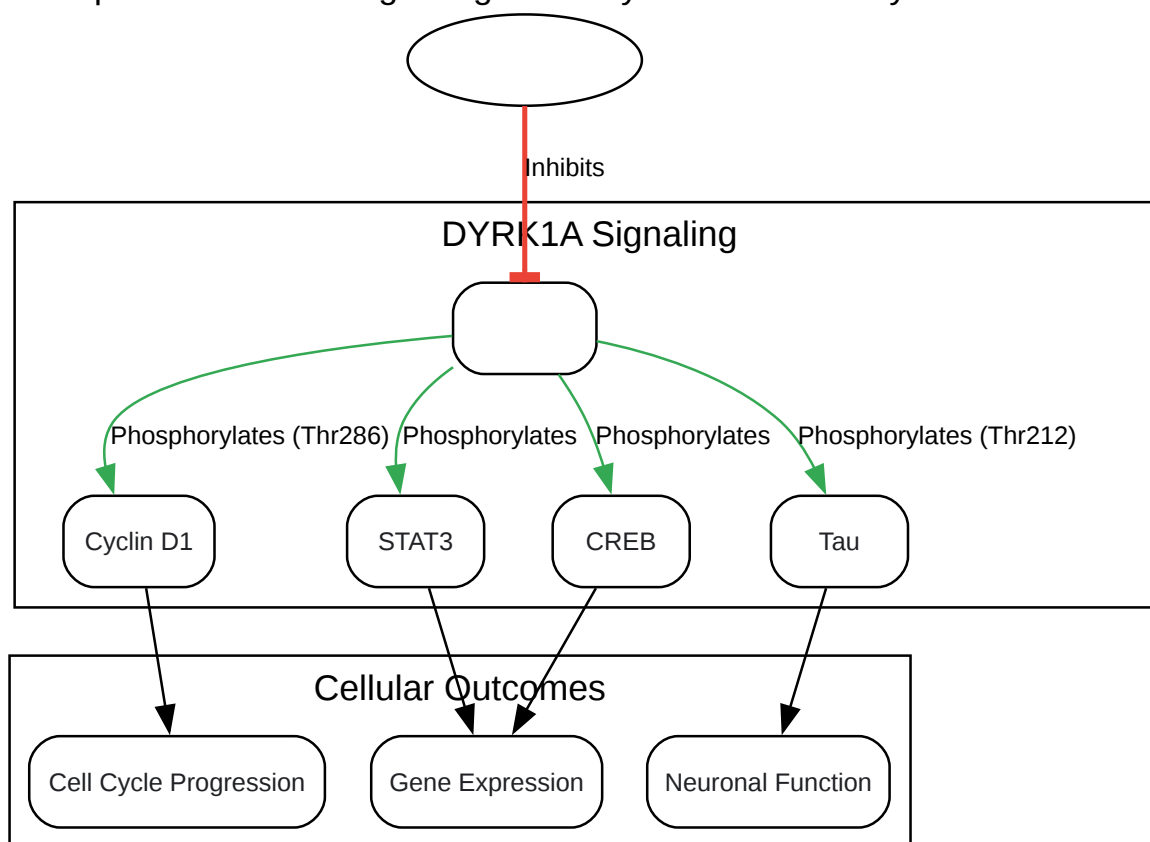 Inhibits
DYRK1A Signaling
Phosphorylates (Thr286)
Phosphorylates
Phosphorylates
Phosphorylates (Thr212)
Cyclin D1
STAT3
CREB
Tau
Cellular Outcomes
Cell Cycle Progression
Gene Expression
Neuronal Function